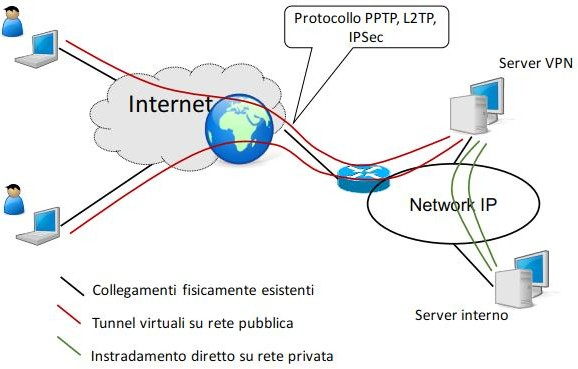 Protocollo PPTP, L2TP,
IPSec
Server VPN
Internet
Network IP
Server interno
Collegamenti fisicamente esistenti
Tunnel virtuali su rete pubblica
Instradamento diretto su rete privata